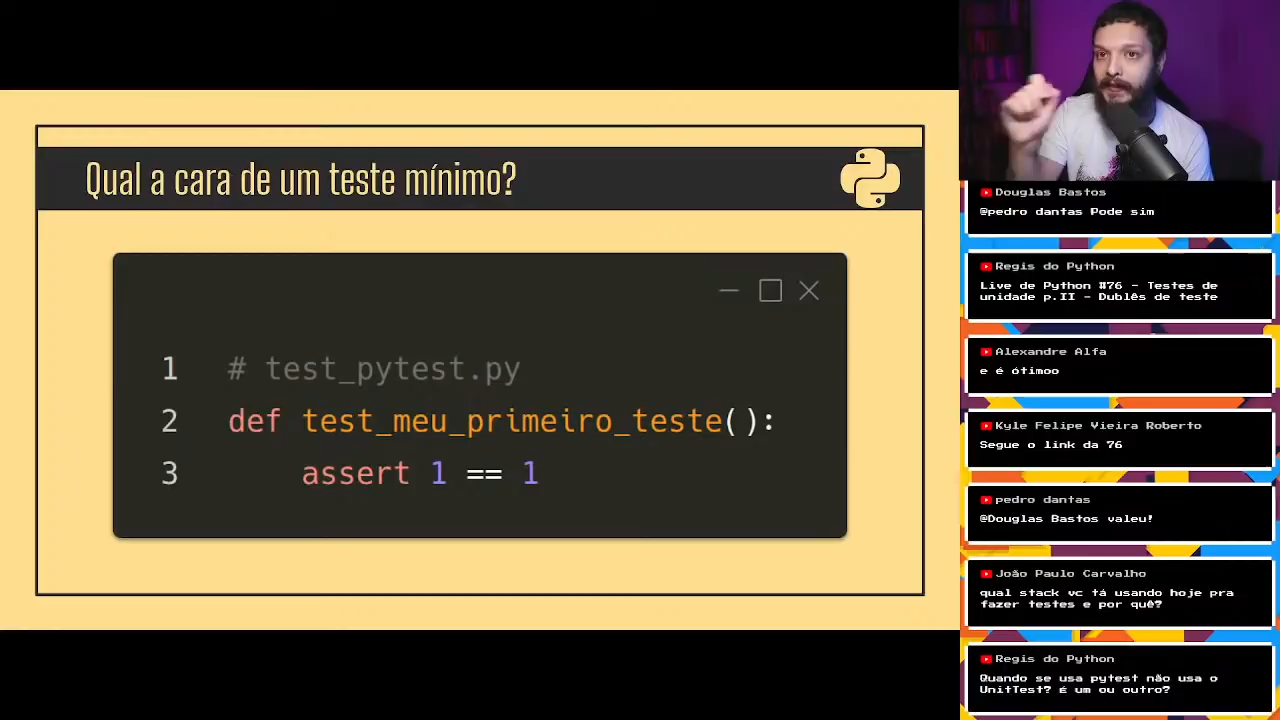 Qual a cara de um teste mínimo?
1 # test_pytest.py
2 def test_meu_primeiro_teste():
3 assert 1 == 1
Douglas Bastos
@pedro dantas Pode sim
Regis do Python
Live de Python #76 - Testes de
unidade p.II - Dublês de teste
Alexandre Alfa
e é ótimoo
Kyle Felipe Vieira Roberto
Segue o link da 76
pedro dantas
@Douglas Bastos valeu!
João Paulo Carvalho
qual stack vc tá usando hoje pra
fazer testes e por quê?
Regis do Python
Quando se usa pytest não usa o
UnitTest? É um ou outro?